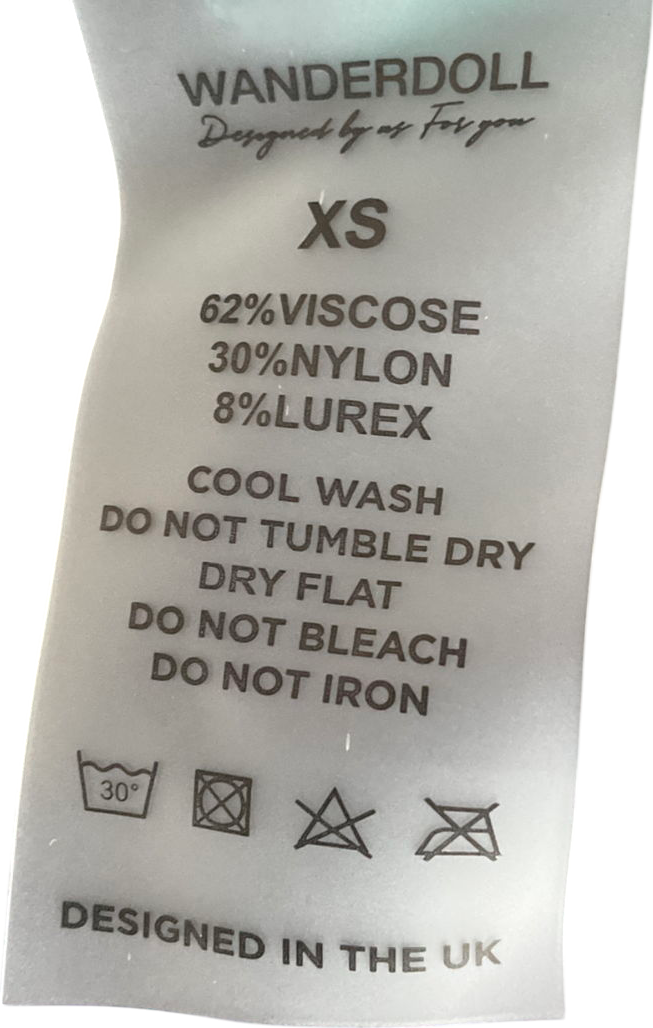 WANDERDOLL
Designed by us For you
XS
62%VISCOSE
30%NYLON
8%LUREX
COOL WASH
DO NOT TUMBLE DRY
DRY FLAT
DO NOT BLEACH
DO NOT IRON
30°
DESIGNED IN THE UK